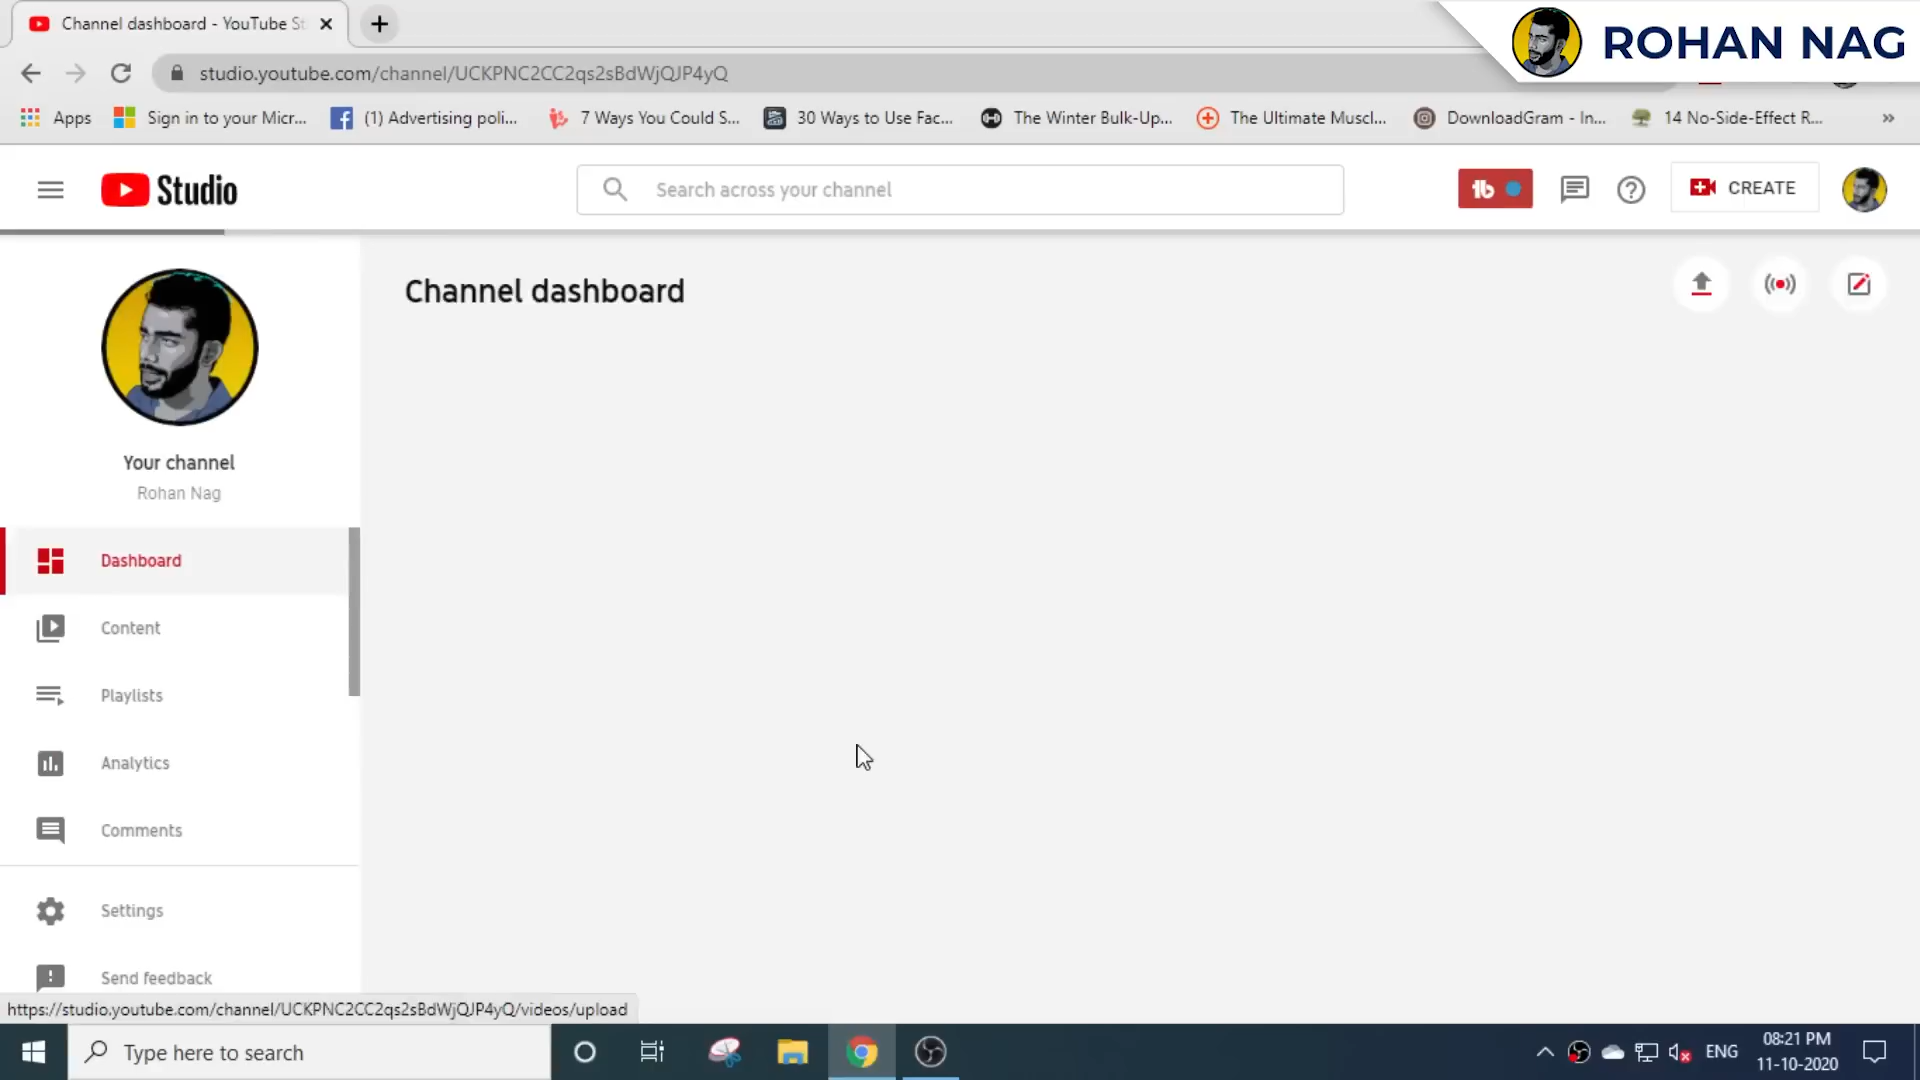 Channel dashboard - YouTube St
ROHAN NAG
studio.youtube.com/channel/UCKPNC2CC2qs2sBdWjQJP4yQ
Apps
Sign in to your Micr...
(1) Advertising poli...
7 Ways You Could S...
30 Ways to Use Fac...
The Winter Bulk-Up...
The Ultimate Muscl...
DownloadGram - In...
14 No-Side-Effect R...
»
Studio
Search across your channel
tb
CREATE
Channel dashboard
Your channel
Rohan Nag
Dashboard
Content
Playlists
Analytics
Comments
Settings
Send feedback
https://studio.youtube.com/channel/UCKPNC2CC2qs2sBdWjQJP4yQ/videos/upload
Type here to search
ENG
08:21 PM
11-10-2020